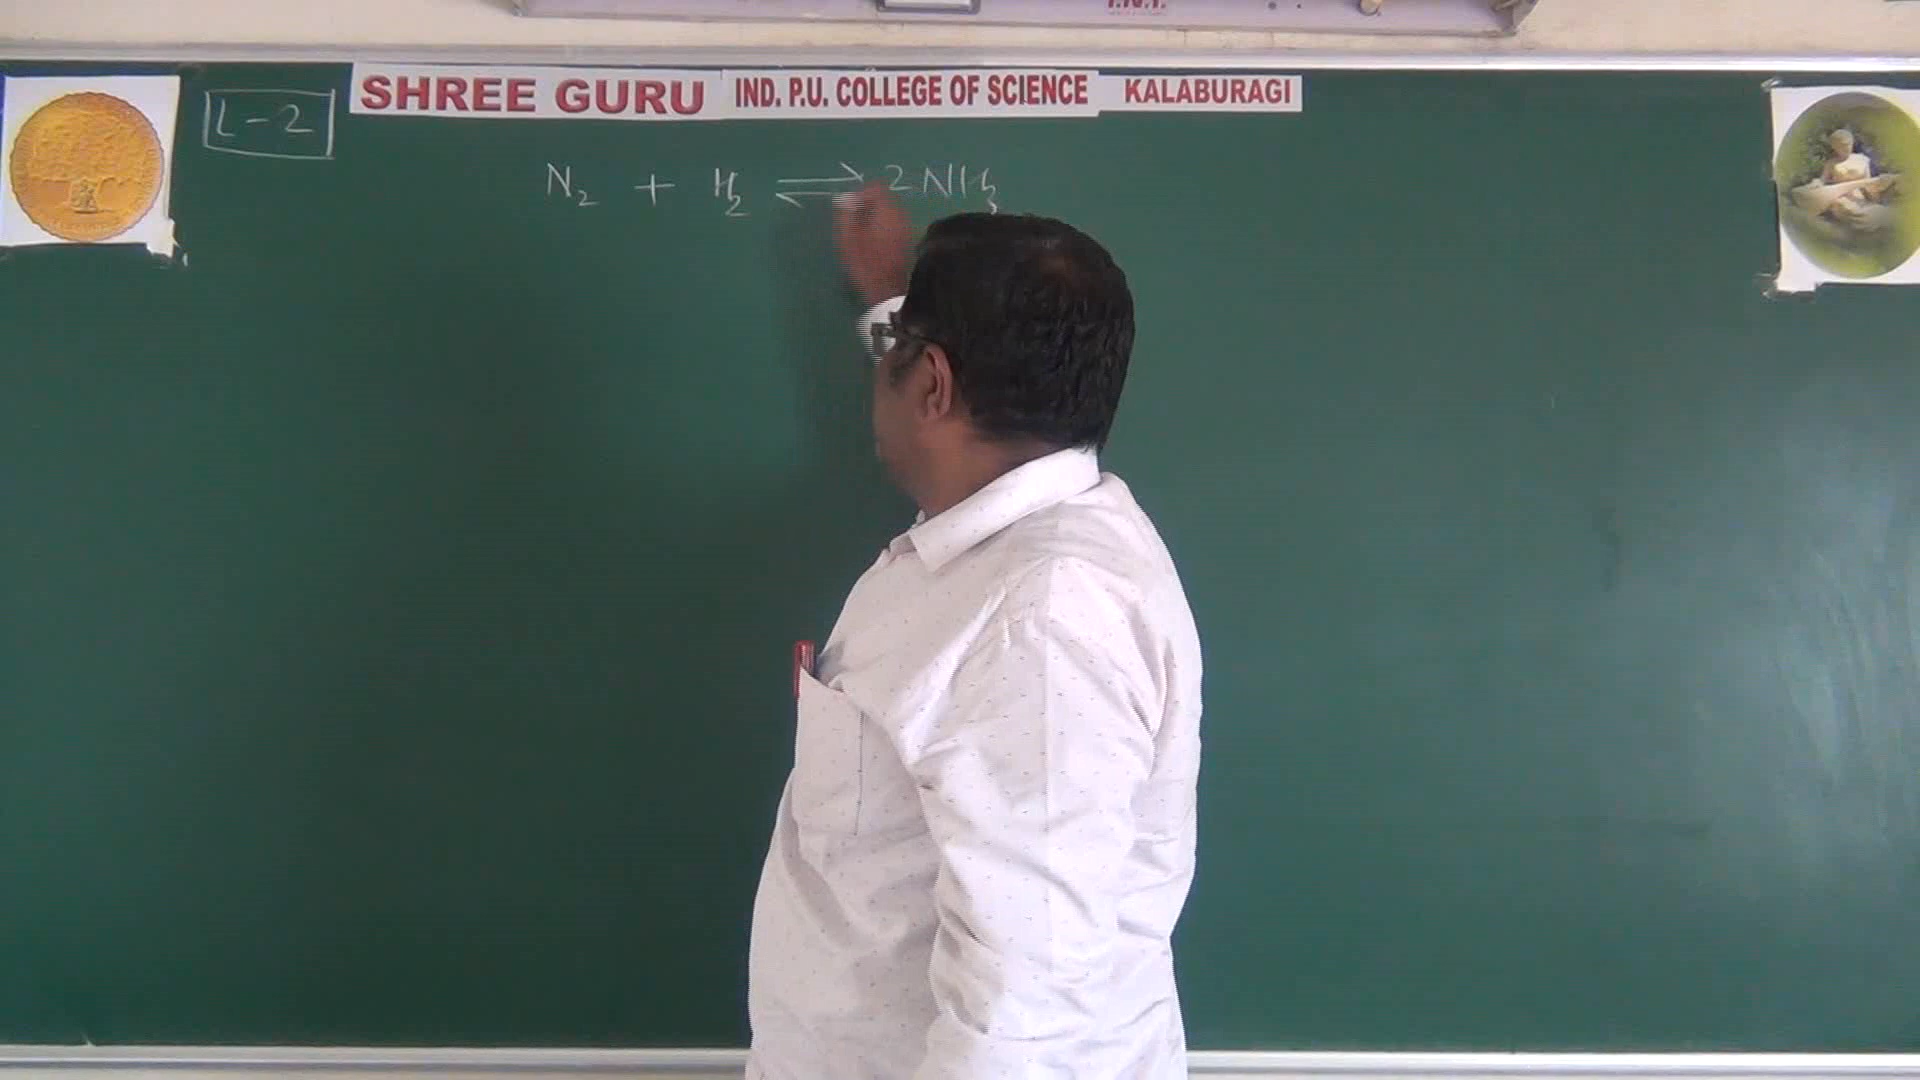 SHREE GURU IND. P.U. COLLEGE OF SCIENCE KALABURAGI
L-2
N₂ + H₂ ⇌ 2NH₃